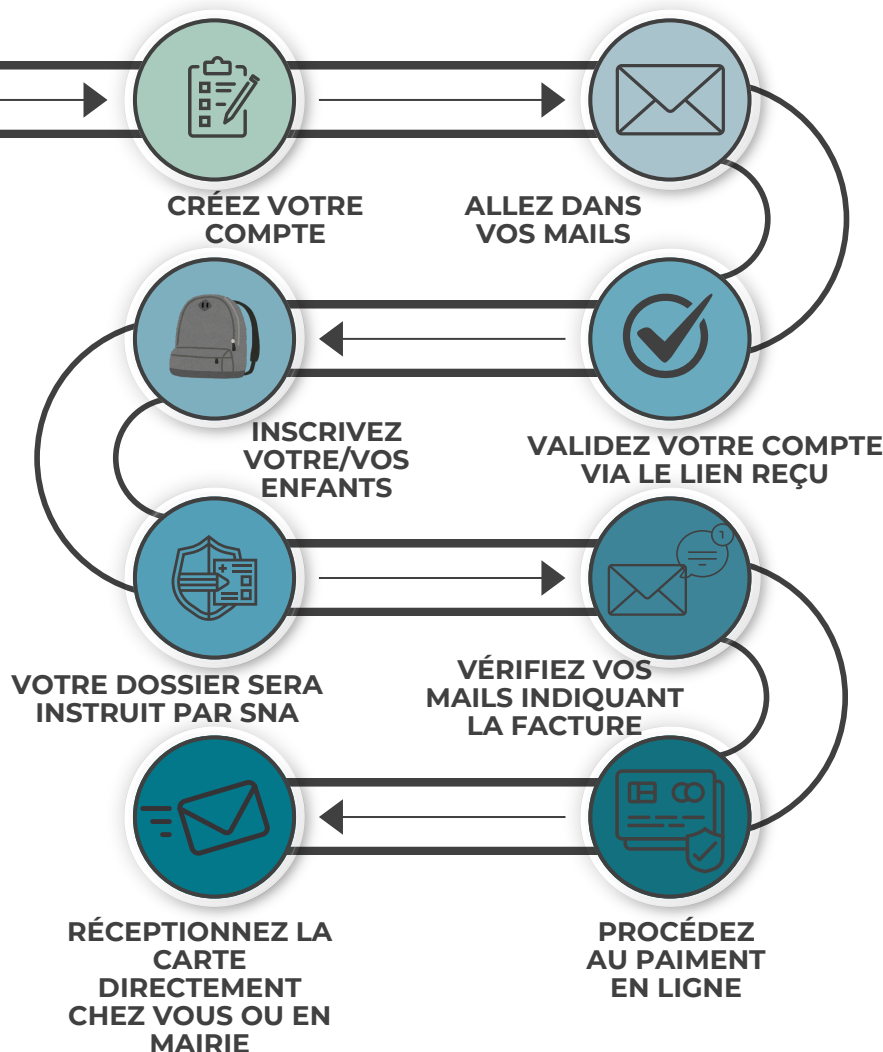 CRÉEZ VOTRE
COMPTE
ALLEZ DANS
VOS MAILS
VALIDEZ VOTRE COMPTE
VIA LE LIEN REÇU
INSCRIVEZ
VOTRE/VOS
ENFANTS
VOTRE DOSSIER SERA
INSTRUIT PAR SNA
1
VÉRIFIEZ VOS
MAILS INDIQUANT
LA FACTURE
PROCÉDEZ
AU PAIMENT
EN LIGNE
RÉCEPTIONNEZ LA
CARTE
DIRECTEMENT
CHEZ VOUS OU EN
MAIRIE